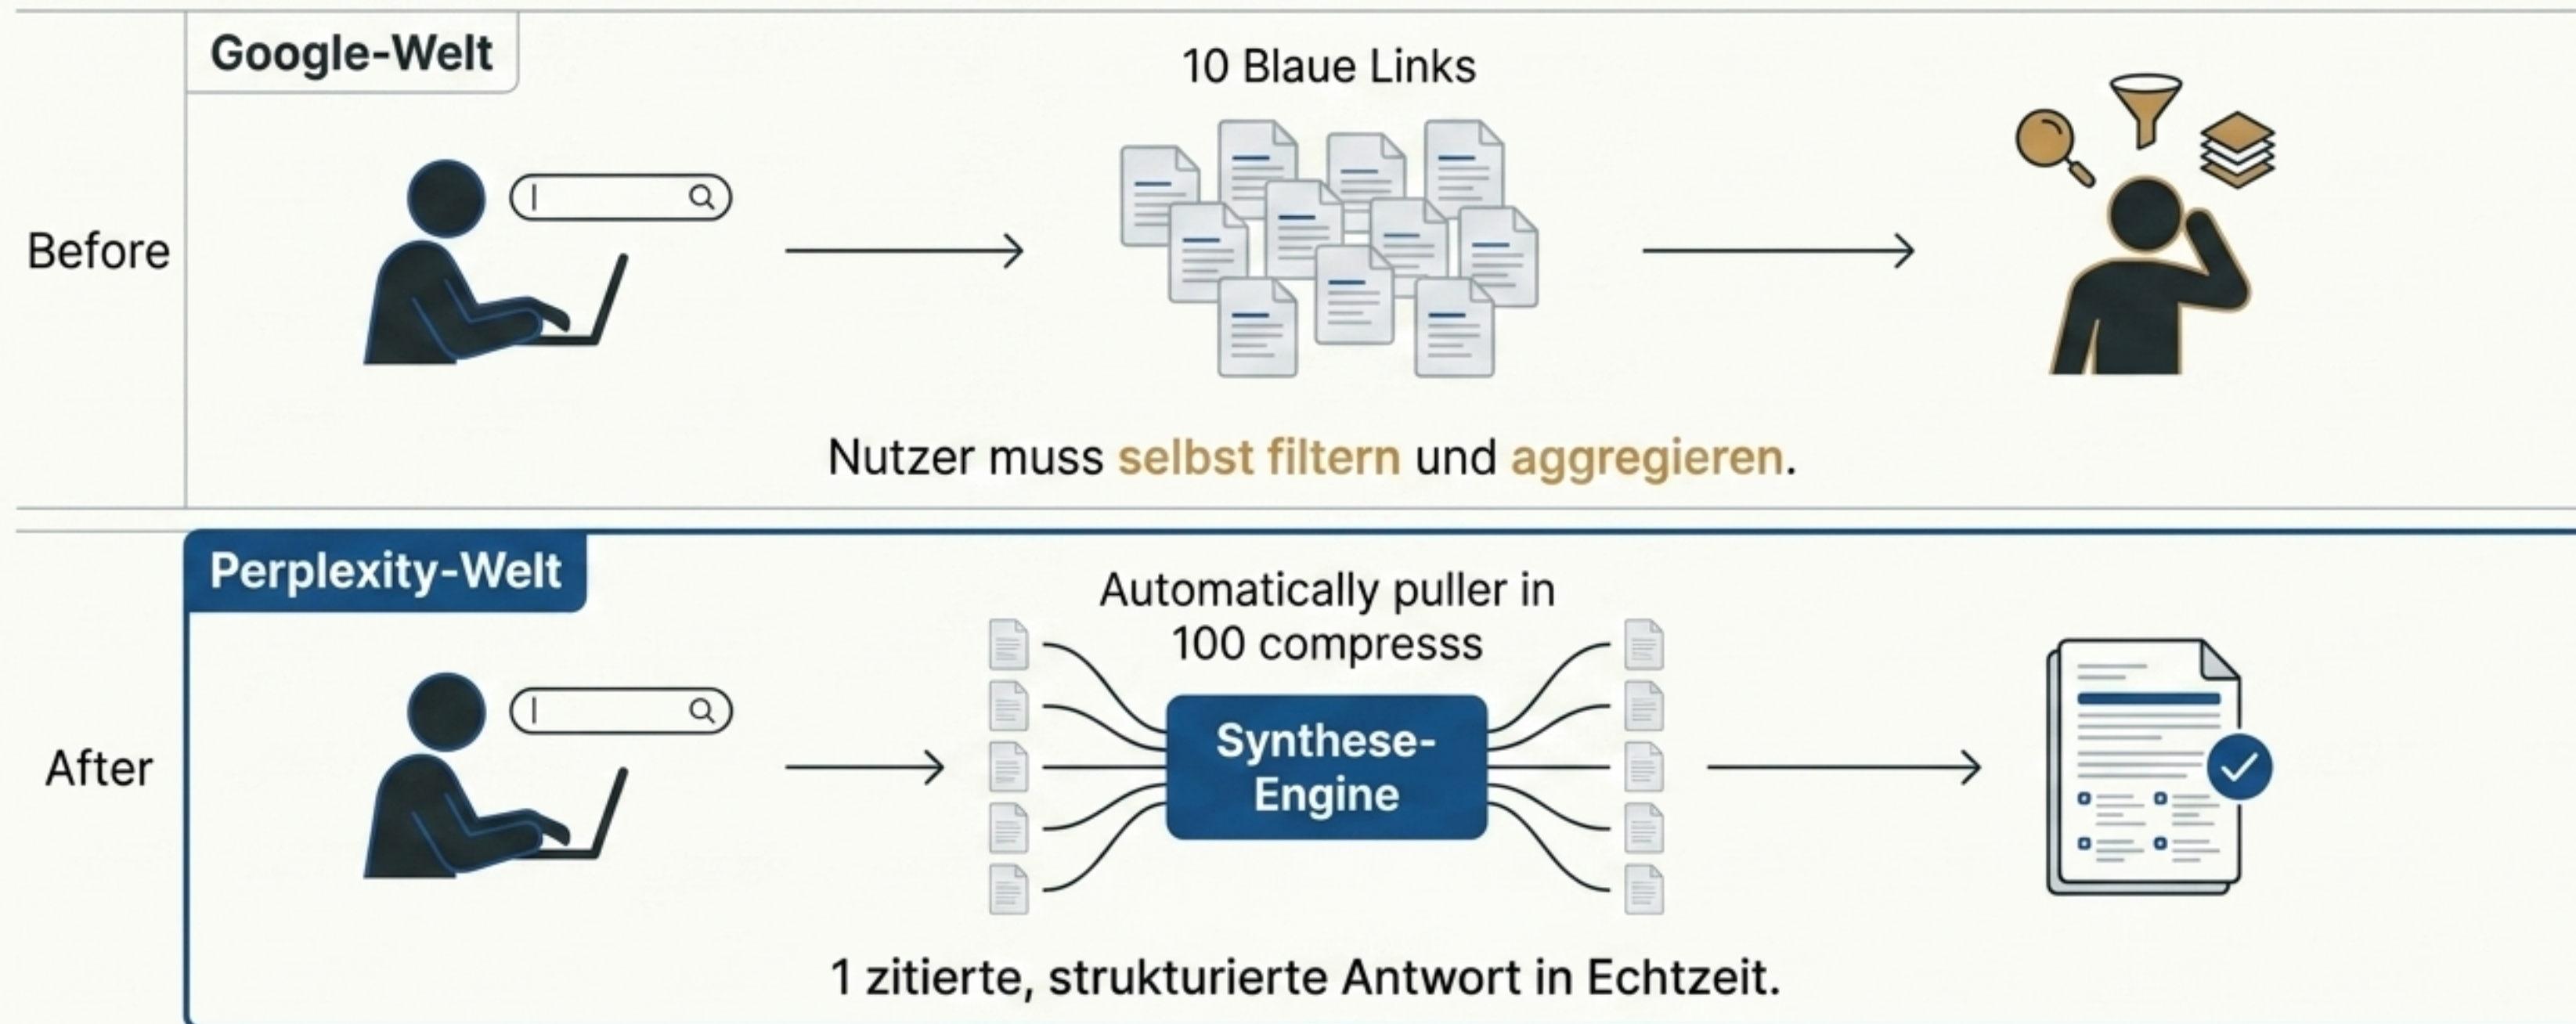 Google-Welt
10 Blaue Links
Before
Nutzer muss selbst filtern und aggregieren.
Perplexity-Welt
Automatically puller in
100 compresss
Synthese-
Engine
After
1 zitierte, strukturierte Antwort in Echtzeit.